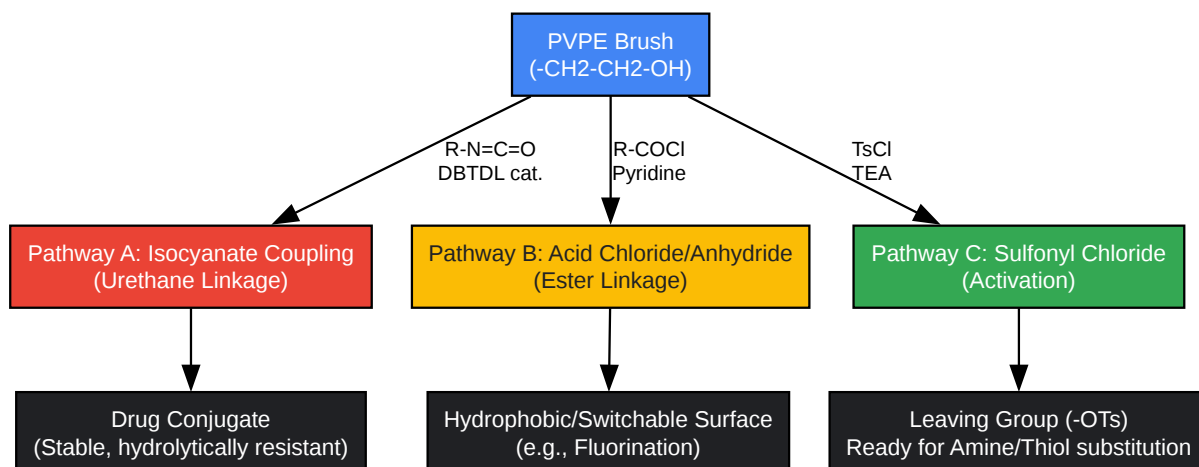 PVPE Brush
(-CH2-CH2-OH)
R-N=C=O
DBTDL cat.
R-COCl
Pyridine
TsCl
TEA
Pathway A: Isocyanate Coupling
(Urethane Linkage)
Pathway B: Acid Chloride/Anhydride
(Ester Linkage)
Pathway C: Sulfonyl Chloride
(Activation)
Drug Conjugate
(Stable, hydrolytically resistant)
Hydrophobic/Switchable Surface
(e.g., Fluorination)
Leaving Group (-OTs)
Ready for Amine/Thiol substitution